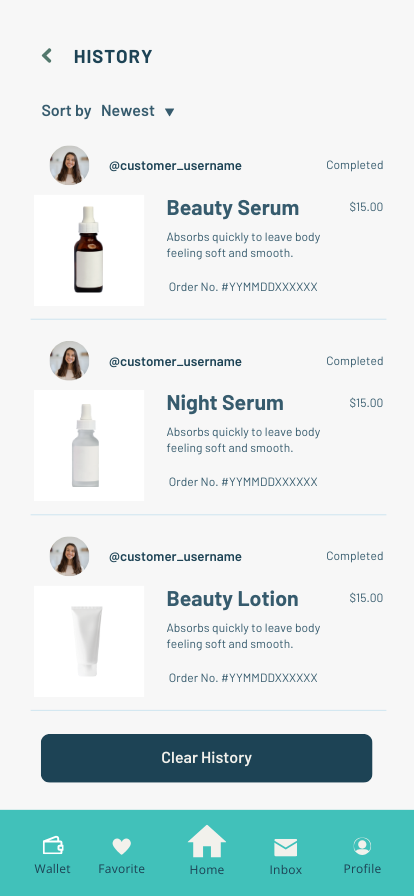 HISTORY
Sort by Newest ▼
@customer_username Completed
Beauty Serum $15.00
Absorbs quickly to leave body
feeling soft and smooth.
Order No. #YYMMDDXXXXXX
@customer_username Completed
Night Serum $15.00
Absorbs quickly to leave body
feeling soft and smooth.
Order No. #YYMMDDXXXXXX
@customer_username Completed
Beauty Lotion $15.00
Absorbs quickly to leave body
feeling soft and smooth.
Order No. #YYMMDDXXXXXX
Clear History
Wallet Favorite Home Inbox Profile